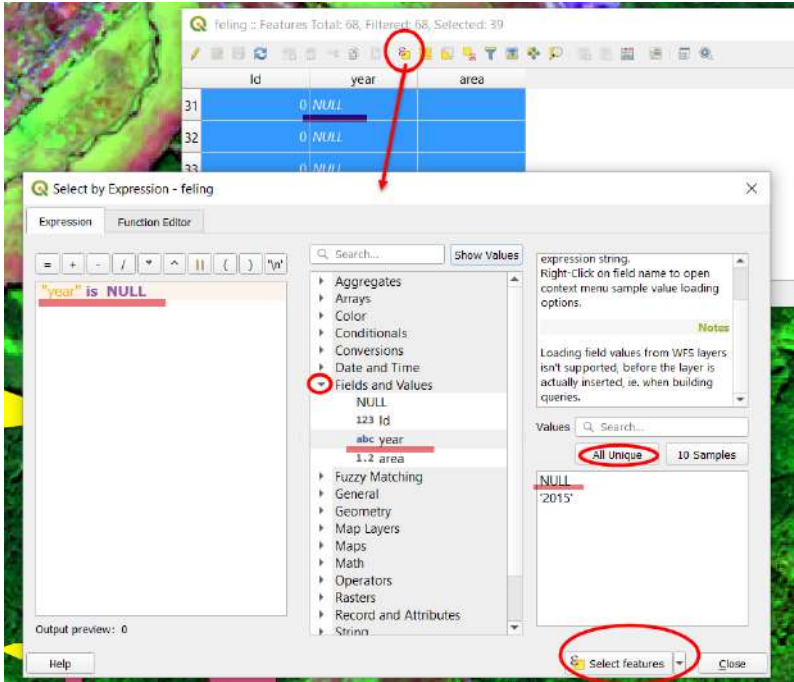 feling :: Features Total: 68, Filtered: 68, Selected: 39
Id year area
31 0 NULL
32 0 NULL
33 0 NULL
Select by Expression - feling
Expression Function Editor
= + - / * ^ || ( ) '\n'
"year" is NULL
Output preview: 0
Search... Show Values
Aggregates
Arrays
Color
Conditionals
Conversions
Date and Time
Fields and Values
NULL
123 Id
abc year
1.2 area
Fuzzy Matching
General
Geometry
Map Layers
Maps
Math
Operators
Rasters
Record and Attributes
String
expression string.
Right-Click on field name to open
context menu sample value loading
options.
Notes
Loading field values from WFS layers
isn't supported, before the layer is
actually inserted, ie. when building
queries.
Values Search...
All Unique 10 Samples
NULL
'2015'
Help Select features Close